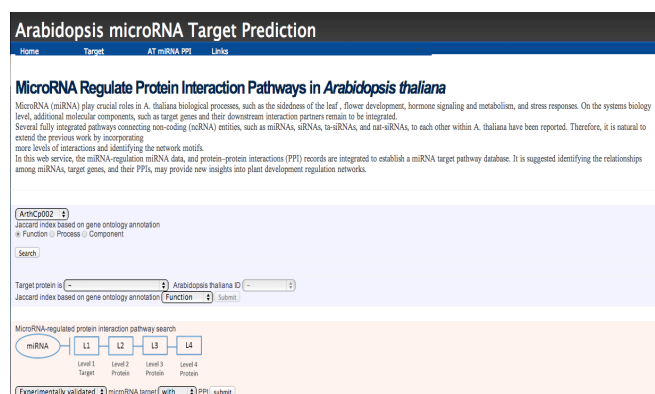 Arabidopsis microRNA Target Prediction
Home Target AT miRNA PPI Links
MicroRNA Regulate Protein Interaction Pathways in Arabidopsis thaliana
MicroRNA (miRNA) play crucial roles in A. thaliana biological processes, such as the sidedness of the leaf , flower development, hormone signaling and metabolism, and stress responses. On the systems biology
level, additional molecular components, such as target genes and their downstream interaction partners remain to be integrated.
Several fully integrated pathways connecting non-coding (ncRNA) entities, such as miRNAs, siRNAs, ta-siRNAs, and nat-siRNAs, to each other within A. thaliana have been reported. Therefore, it is natural to
extend the previous work by incorporating
more levels of interactions and identifying the network motifs.
In this web service, the miRNA-regulation miRNA data, and protein–protein interactions (PPI) records are integrated to establish a miRNA target pathway database. It is suggested identifying the relationships
among miRNAs, target genes, and their PPIs, may provide new insights into plant development regulation networks.
ArthCp002
Jaccard index based on gene ontology annotation
Function Process Component
Search
Target protein is - Arabidopsis thaliana ID -
Jaccard index based on gene ontology annotation Function Submit
MicroRNA-regulated protein interaction pathway search
miRNA L1 L2 L3 L4
Level 1 Level 2 Level 3 Level 4
Target Protein Protein Protein
Experimentally validated microRNA target with PPI submit